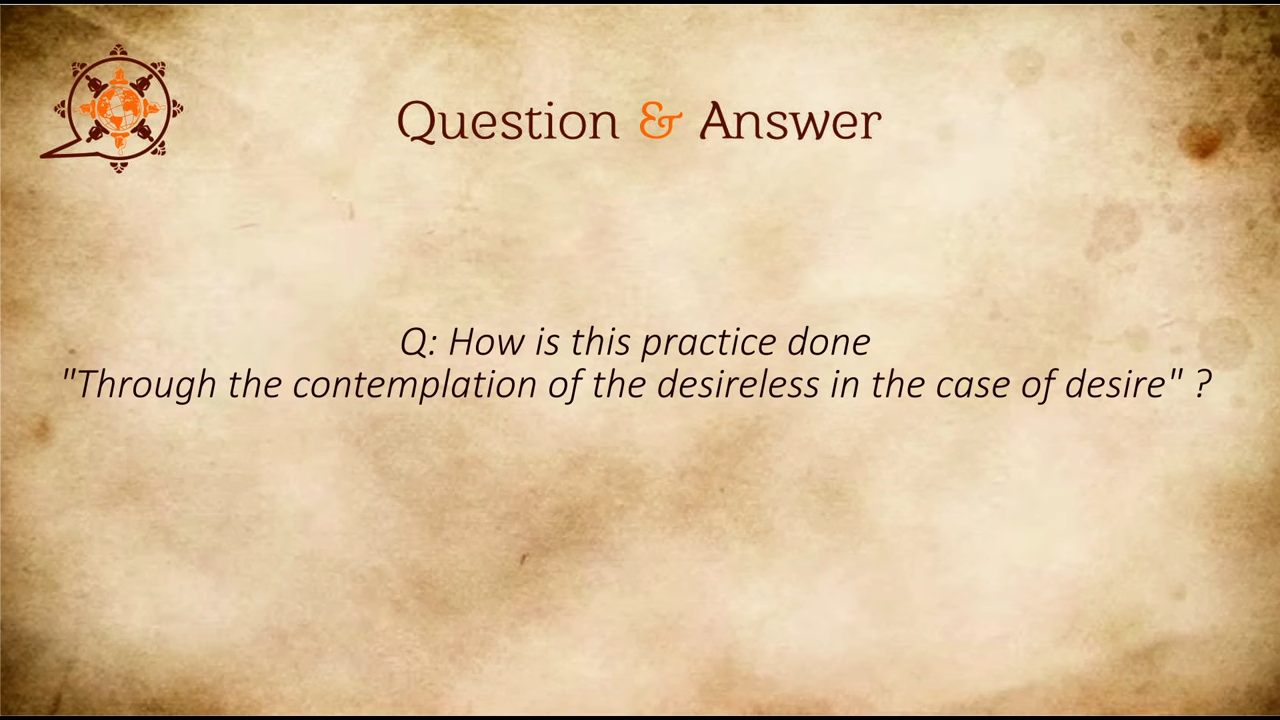 Question & Answer
Q: How is this practice done
"Through the contemplation of the desireless in the case of desire" ?